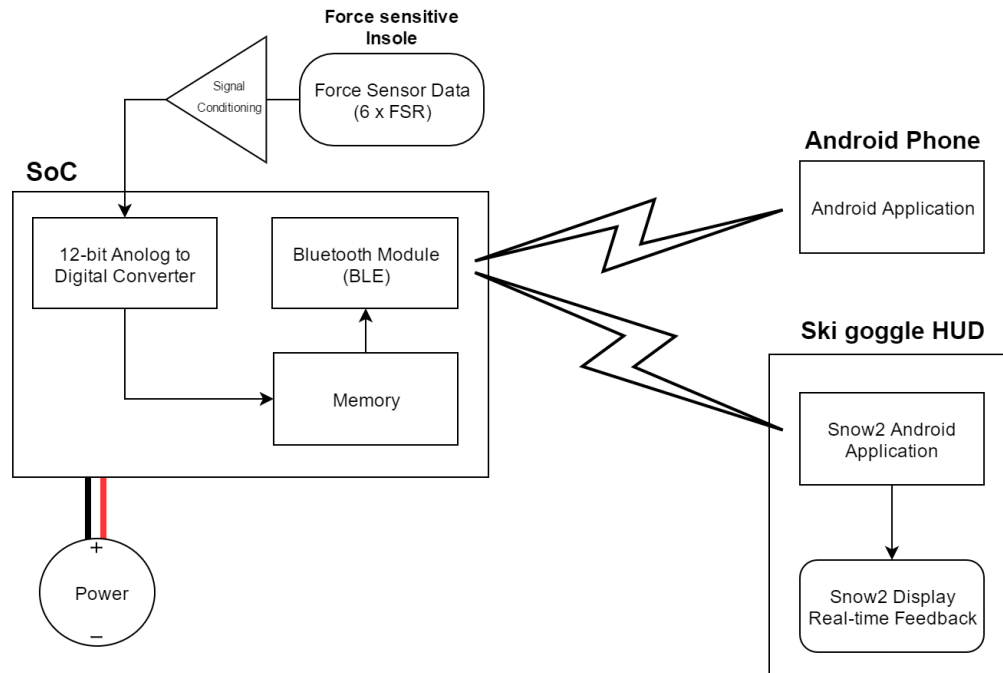 Force sensitive
Insole
Signal
Conditioning
Force Sensor Data
(6 x FSR)
SoC
12-bit Anolog to
Digital Converter
Bluetooth Module
(BLE)
Memory
+
Power
−
Android Phone
Android Application
Ski goggle HUD
Snow2 Android
Application
Snow2 Display
Real-time Feedback